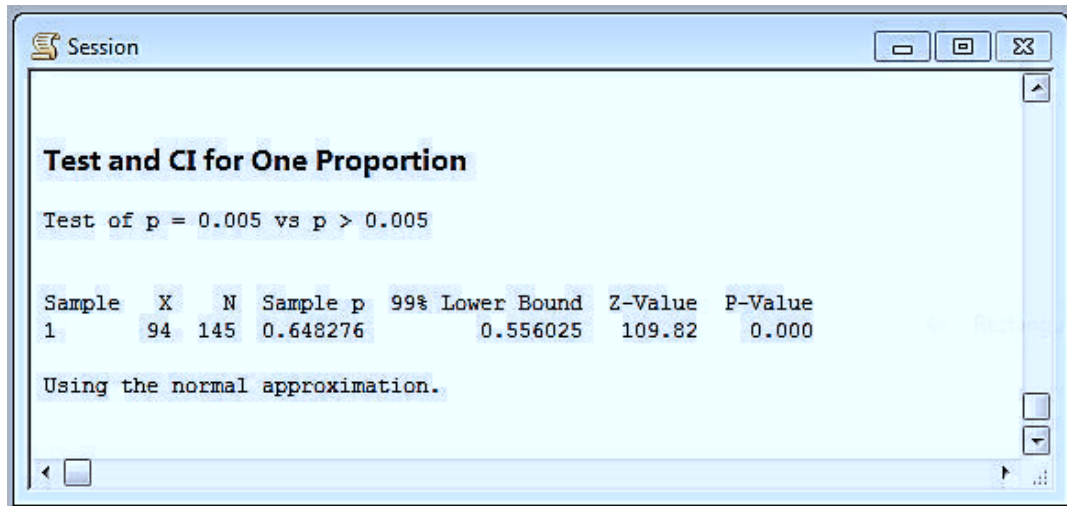 Session
Test and CI for One Proportion
Test of p = 0.005 vs p > 0.005
Sample X N Sample p 99% Lower Bound Z-Value P-Value
1 94 145 0.648276 0.556025 109.82 0.000
Using the normal approximation.